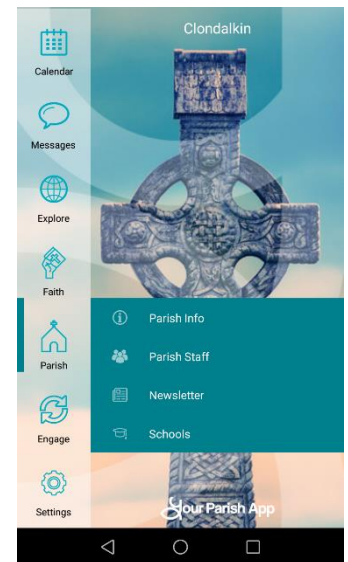 Clondalkin
Calendar
Messages
Explore
Faith
Parish
Engage
Settings
Parish Info
Parish Staff
Newsletter
Schools
Your Parish App